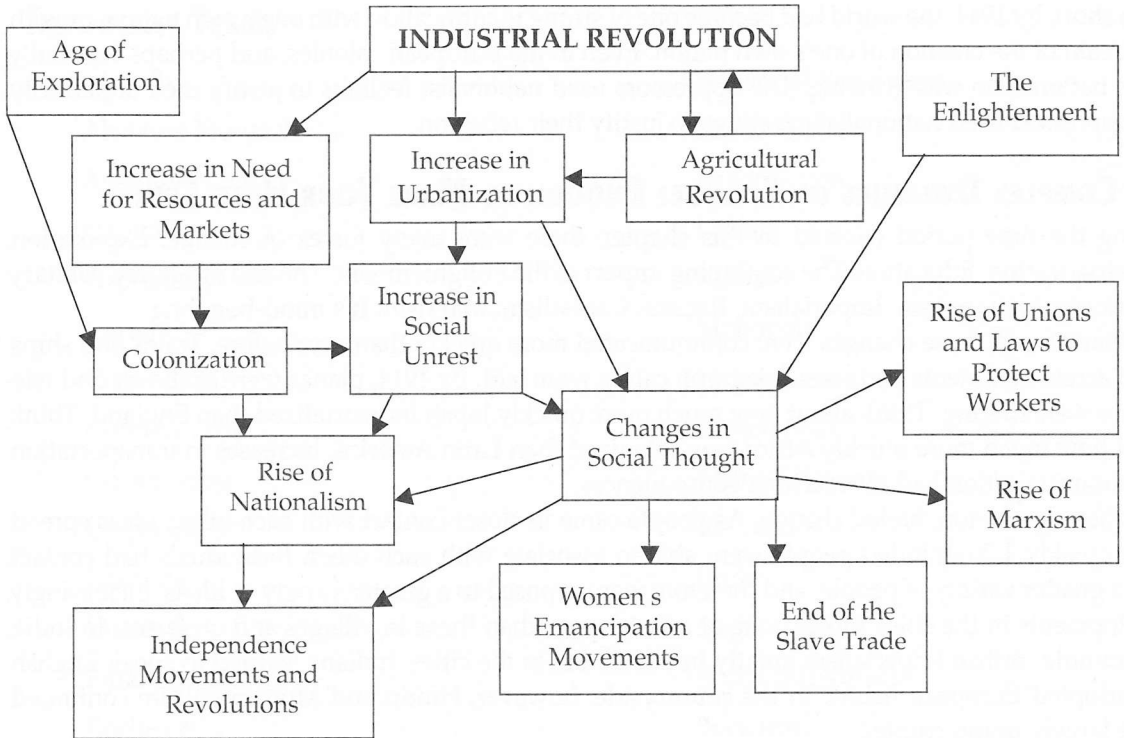 INDUSTRIAL REVOLUTION
Age of
Exploration
The
Enlightenment
Increase in Need
for Resources and
Markets
Increase in
Urbanization
Agricultural
Revolution
Increase in
Social
Unrest
Rise of Unions
and Laws to
Protect
Workers
Colonization
Changes in
Social Thought
Rise of
Nationalism
Rise of
Marxism
Women s
Emancipation
Movements
End of the
Slave Trade
Independence
Movements and
Revolutions